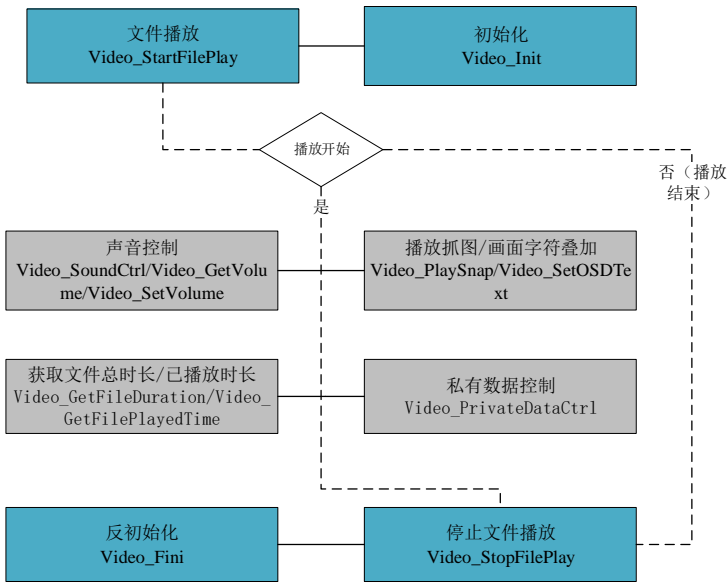 文件播放
Video_StartFilePlay
初始化
Video_Init
播放开始
否（播放
结束）
是
声音控制
Video_SoundCtrl/Video_GetVolu
me/Video_SetVolume
播放抓图/画面字符叠加
Video_PlaySnap/Video_SetOSDTe
xt
获取文件总时长/已播放时长
Video_GetFileDuration/Video_
GetFilePlayedTime
私有数据控制
Video_PrivateDataCtrl
反初始化
Video_Fini
停止文件播放
Video_StopFilePlay